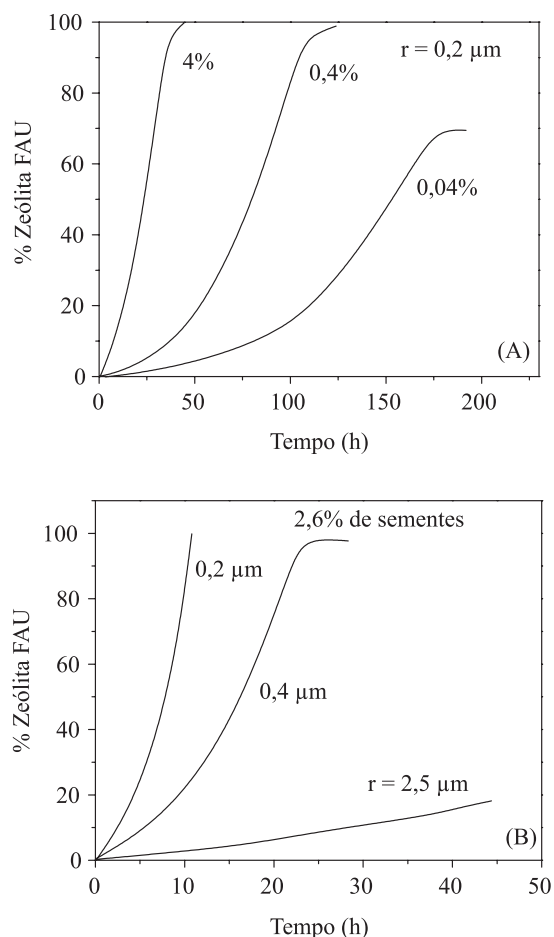 100
80
60
40
20
0
% Zeólita FAU
4%
0,4%
r = 0,2 µm
0,04%
(A)
0 50 100 150 200
Tempo (h)
100
80
60
40
20
0
% Zeólita FAU
2,6% de sementes
0,2 µm
0,4 µm
r = 2,5 µm
(B)
0 10 20 30 40 50
Tempo (h)